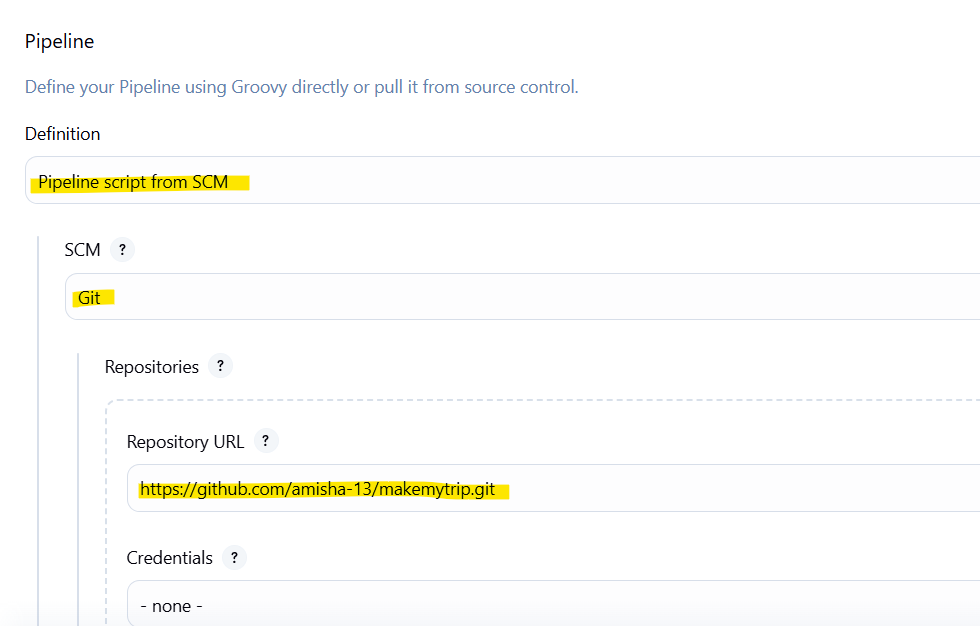 Pipeline
Define your Pipeline using Groovy directly or pull it from source control.
Definition
Pipeline script from SCM
SCM ?
Git
Repositories ?
Repository URL ?
https://github.com/amisha-13/makemytrip.git
Credentials ?
- none -